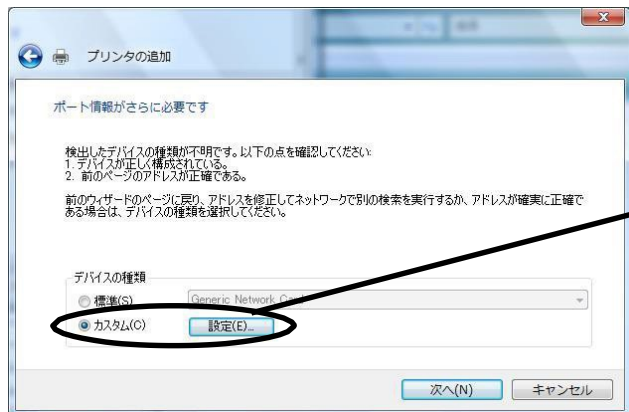 プリンタの追加
ポート情報がさらに必要です
検出したデバイスの種類が不明です。以下の点を確認してください:
1. デバイスが正しく構成されている。
2. 前のページのアドレスが正確である。
前のウィザードのページに戻り、アドレスを修正してネットワークで別の検索を実行するか、アドレスが確実に正確で
ある場合は、デバイスの種類を選択してください。
デバイスの種類
標準(S)
Generic Network Card
カスタム(C)
設定(E)...
次へ(N)
キャンセル